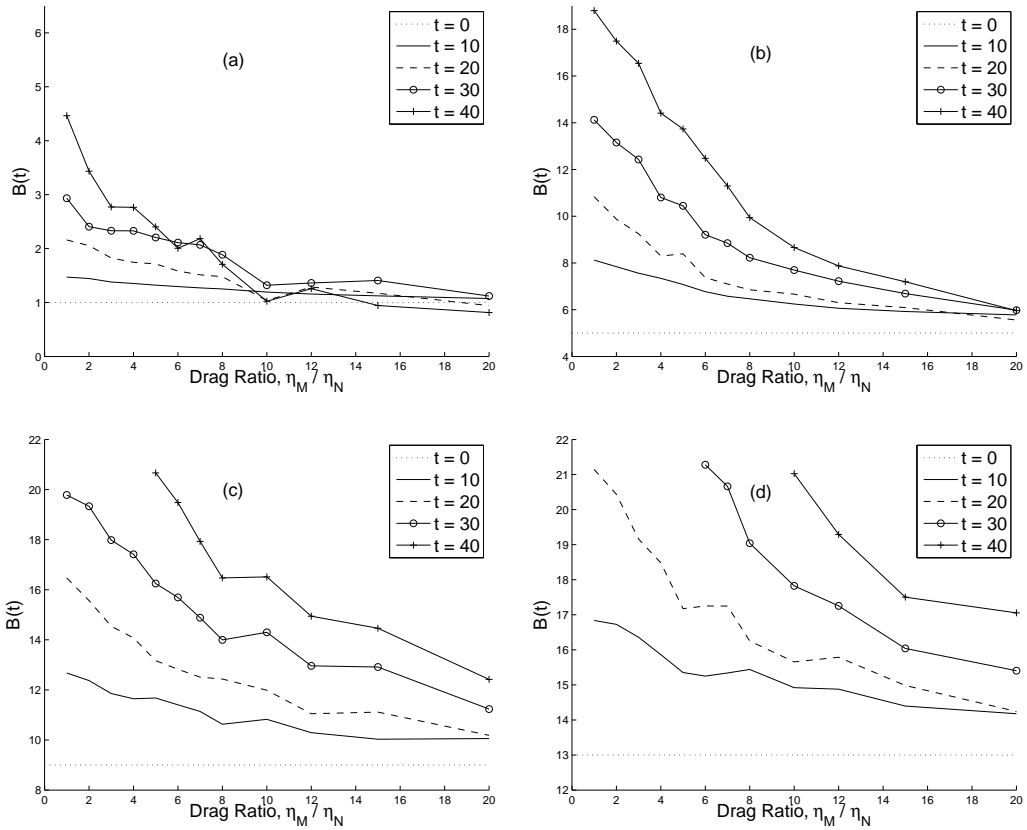 (a)
t = 0
t = 10
t = 20
t = 30
t = 40
6
5
4
3
2
1
0
B(t)
0 2 4 6 8 10 12 14 16 18 20
Drag Ratio, η_M / η_N
(b)
t = 0
t = 10
t = 20
t = 30
t = 40
18
16
14
12
10
8
6
4
B(t)
0 2 4 6 8 10 12 14 16 18 20
Drag Ratio, η_M / η_N
(c)
t = 0
t = 10
t = 20
t = 30
t = 40
22
20
18
16
14
12
10
8
B(t)
0 2 4 6 8 10 12 14 16 18 20
Drag Ratio, η_M / η_N
(d)
t = 0
t = 10
t = 20
t = 30
t = 40
22
21
20
19
18
17
16
15
14
13
12
B(t)
0 2 4 6 8 10 12 14 16 18 20
Drag Ratio, η_M / η_N